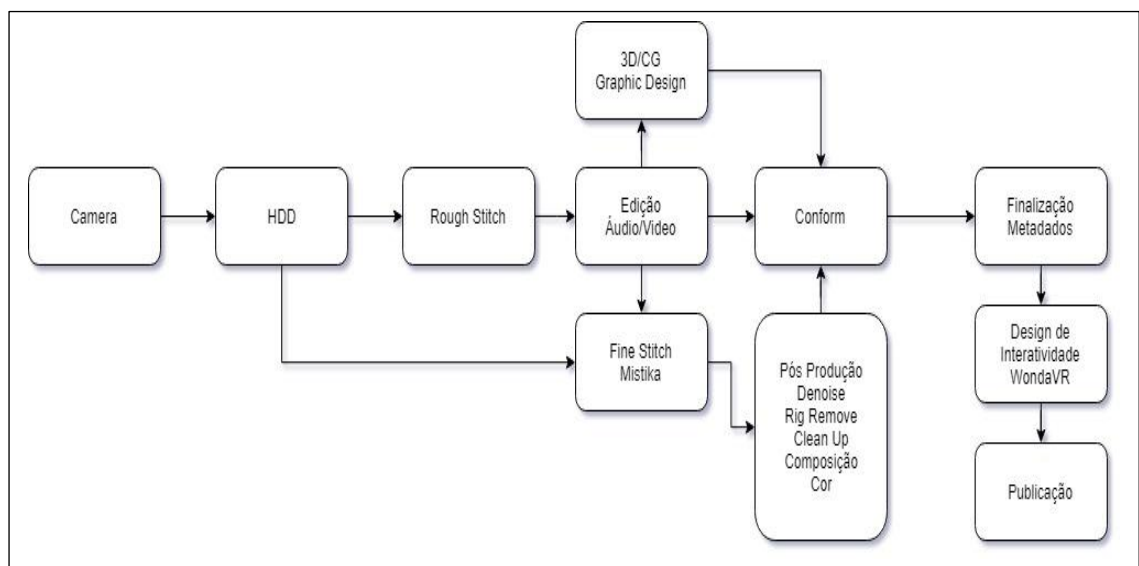 3D/CG
Graphic Design
Camera
HDD
Rough Stitch
Edição
Áudio/Video
Conform
Finalização
Metadados
Fine Stitch
Mistika
Pós Produção
Denoise
Rig Remove
Clean Up
Composição
Cor
Design de
Interatividade
WondaVR
Publicação